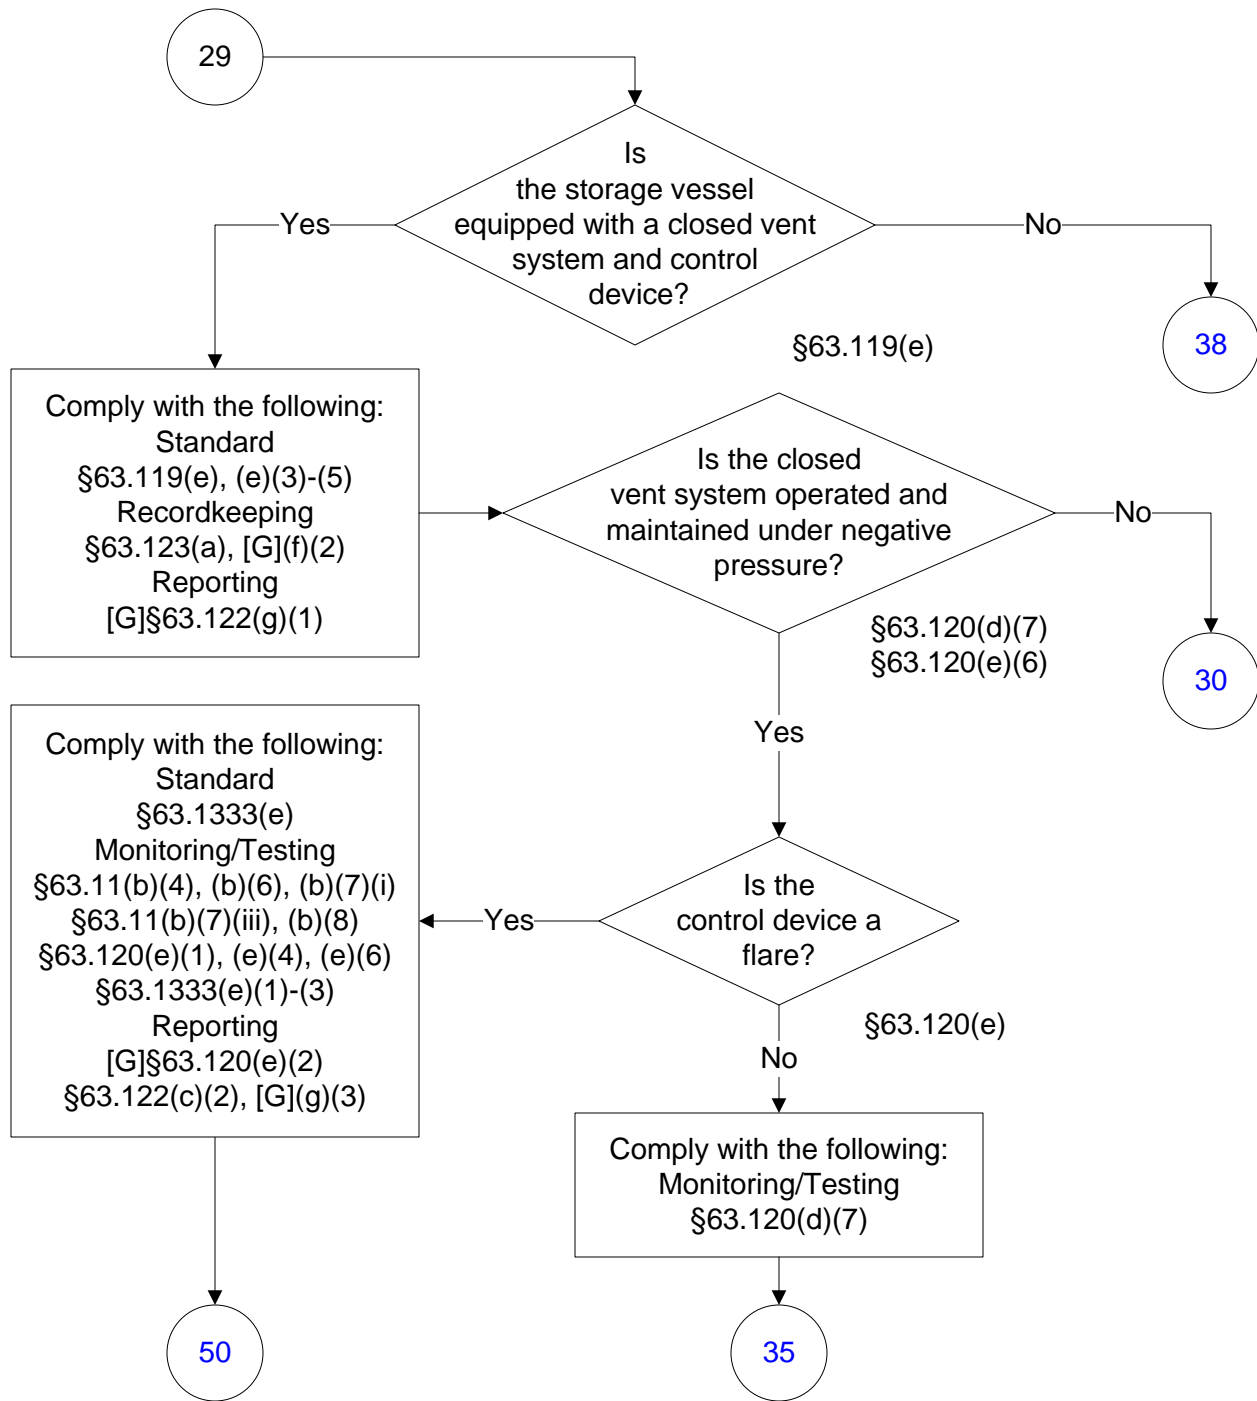 29
Is
the storage vessel
equipped with a closed vent
system and control
device?
Yes
No
§63.119(e)
38
Comply with the following:
Standard
§63.119(e), (e)(3)-(5)
Recordkeeping
§63.123(a), [G](f)(2)
Reporting
[G]§63.122(g)(1)
Is the closed
vent system operated and
maintained under negative
pressure?
No
§63.120(d)(7)
§63.120(e)(6)
30
Yes
Comply with the following:
Standard
§63.1333(e)
Monitoring/Testing
§63.11(b)(4), (b)(6), (b)(7)(i)
§63.11(b)(7)(iii), (b)(8)
§63.120(e)(1), (e)(4), (e)(6)
§63.1333(e)(1)-(3)
Reporting
[G]§63.120(e)(2)
§63.122(c)(2), [G](g)(3)
Yes
Is the
control device a
flare?
§63.120(e)
No
Comply with the following:
Monitoring/Testing
§63.120(d)(7)
50
35